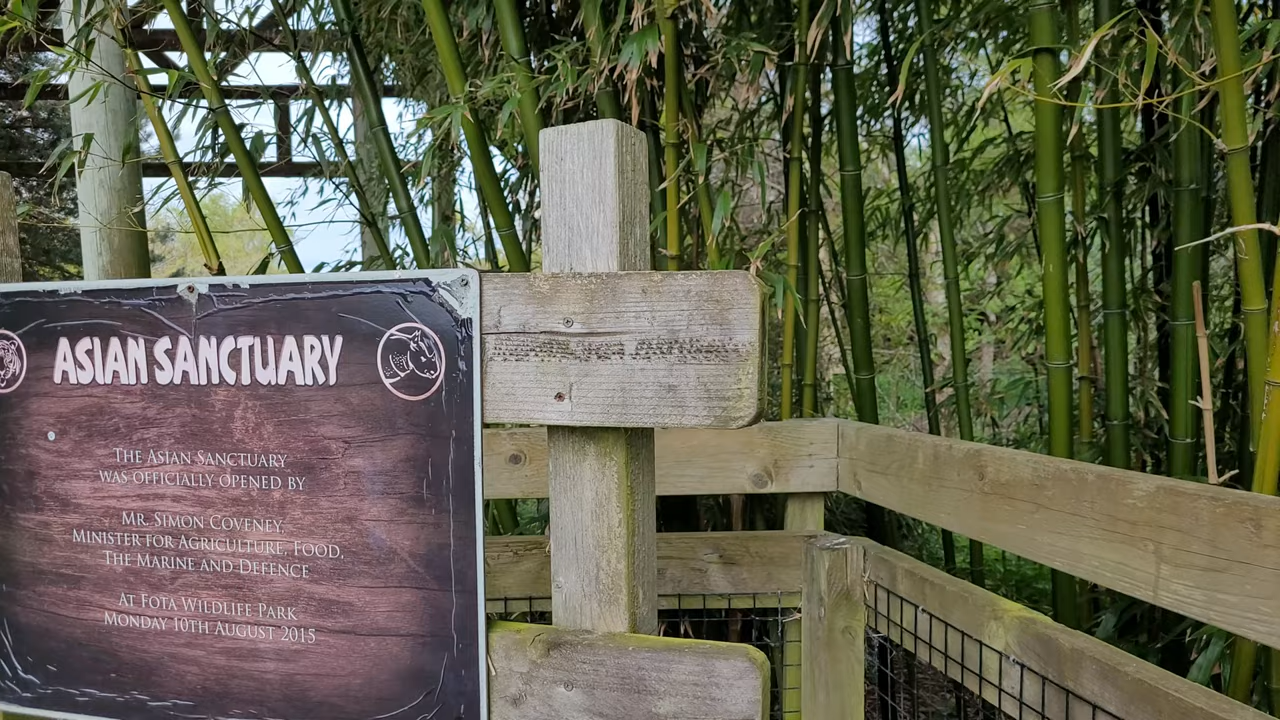 ASIAN SANCTUARY
THE ASIAN SANCTUARY
WAS OFFICIALLY OPENED BY
MR. SIMON COVENEY,
MINISTER FOR AGRICULTURE, FOOD,
THE MARINE AND DEFENCE
AT FOTA WILDLIFE PARK
MONDAY 10TH AUGUST 2015